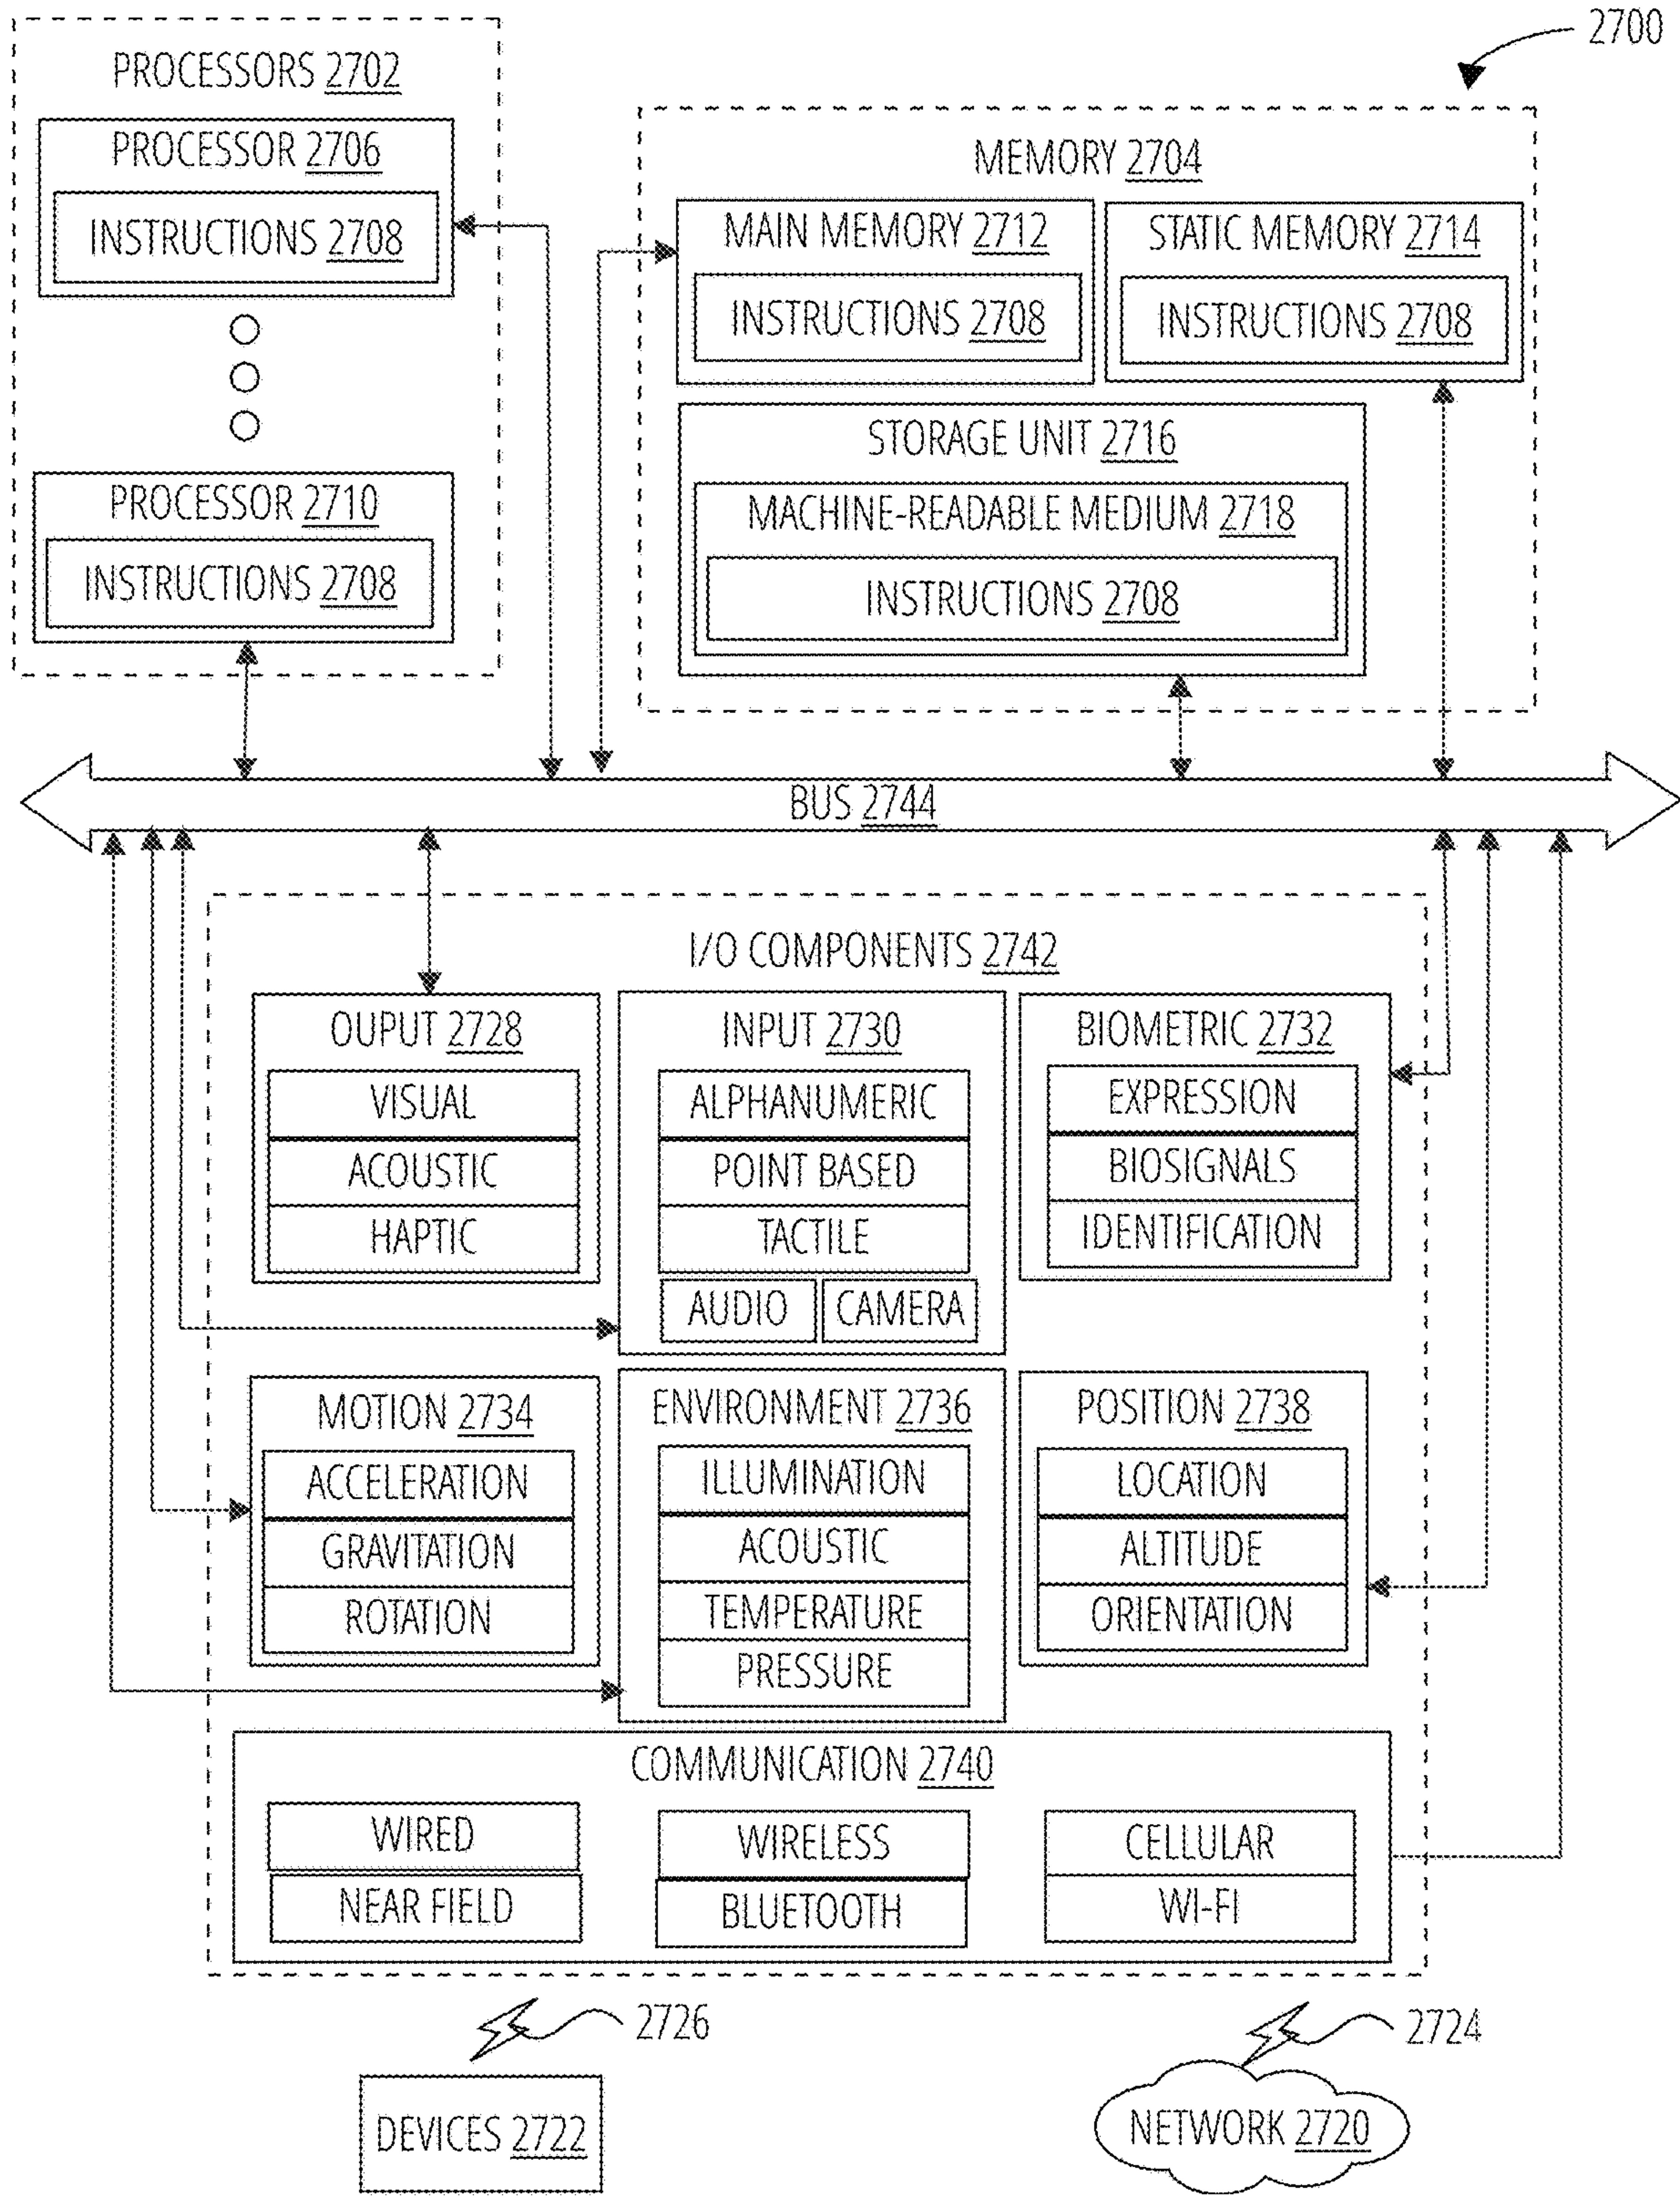 2700
PROCESSORS 2702
PROCESSOR 2706
INSTRUCTIONS 2708
PROCESSOR 2710
INSTRUCTIONS 2708
MEMORY 2704
MAIN MEMORY 2712
INSTRUCTIONS 2708
STATIC MEMORY 2714
INSTRUCTIONS 2708
STORAGE UNIT 2716
MACHINE-READABLE MEDIUM 2718
INSTRUCTIONS 2708
BUS 2744
I/O COMPONENTS 2742
OUPUT 2728
VISUAL
ACOUSTIC
HAPTIC
INPUT 2730
ALPHANUMERIC
POINT BASED
TACTILE
AUDIO
CAMERA
BIOMETRIC 2732
EXPRESSION
BIOSIGNALS
IDENTIFICATION
MOTION 2734
ACCELERATION
GRAVITATION
ROTATION
ENVIRONMENT 2736
ILLUMINATION
ACOUSTIC
TEMPERATURE
PRESSURE
POSITION 2738
LOCATION
ALTITUDE
ORIENTATION
COMMUNICATION 2740
WIRED
NEAR FIELD
WIRELESS
BLUETOOTH
CELLULAR
WI-FI
2726
DEVICES 2722
2724
NETWORK 2720